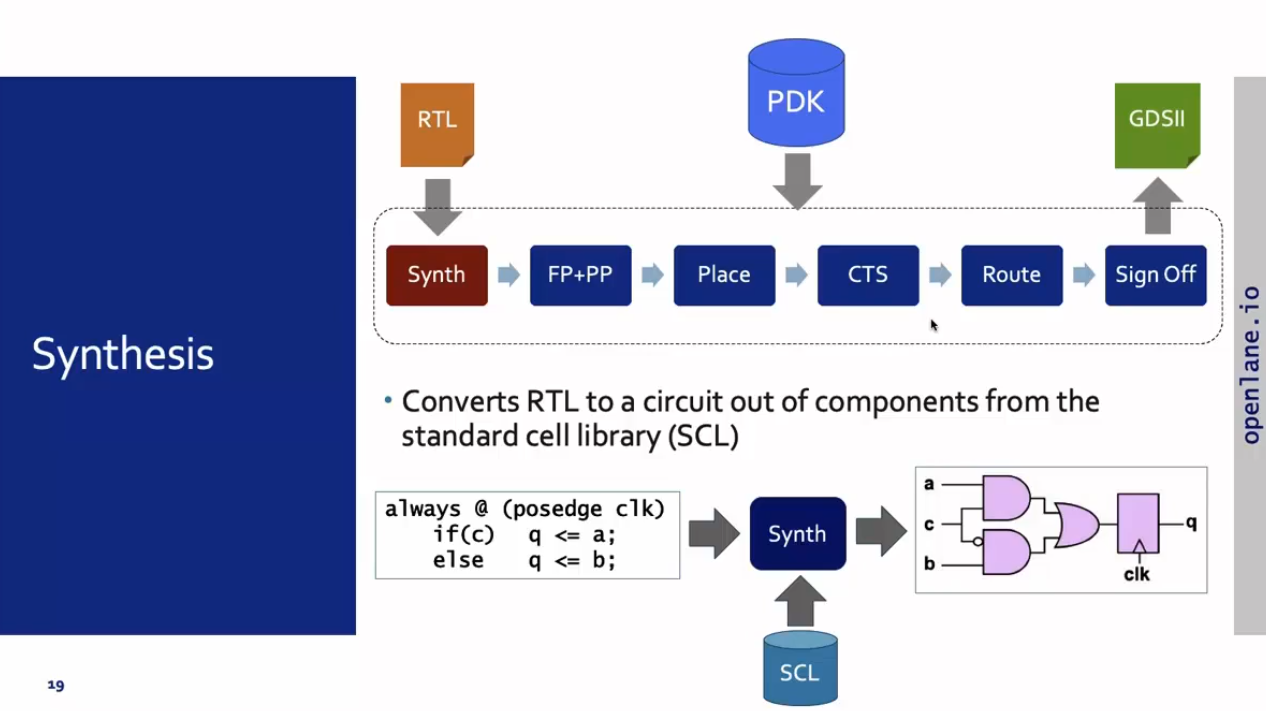 Synthesis
RTL
PDK
GDSII
Synth
FP+PP
Place
CTS
Route
Sign Off
• Converts RTL to a circuit out of components from the
standard cell library (SCL)
always @ (posedge clk)
if(c) q <= a;
else q <= b;
Synth
SCL
a
c
b
q
clk
openlane.io
19